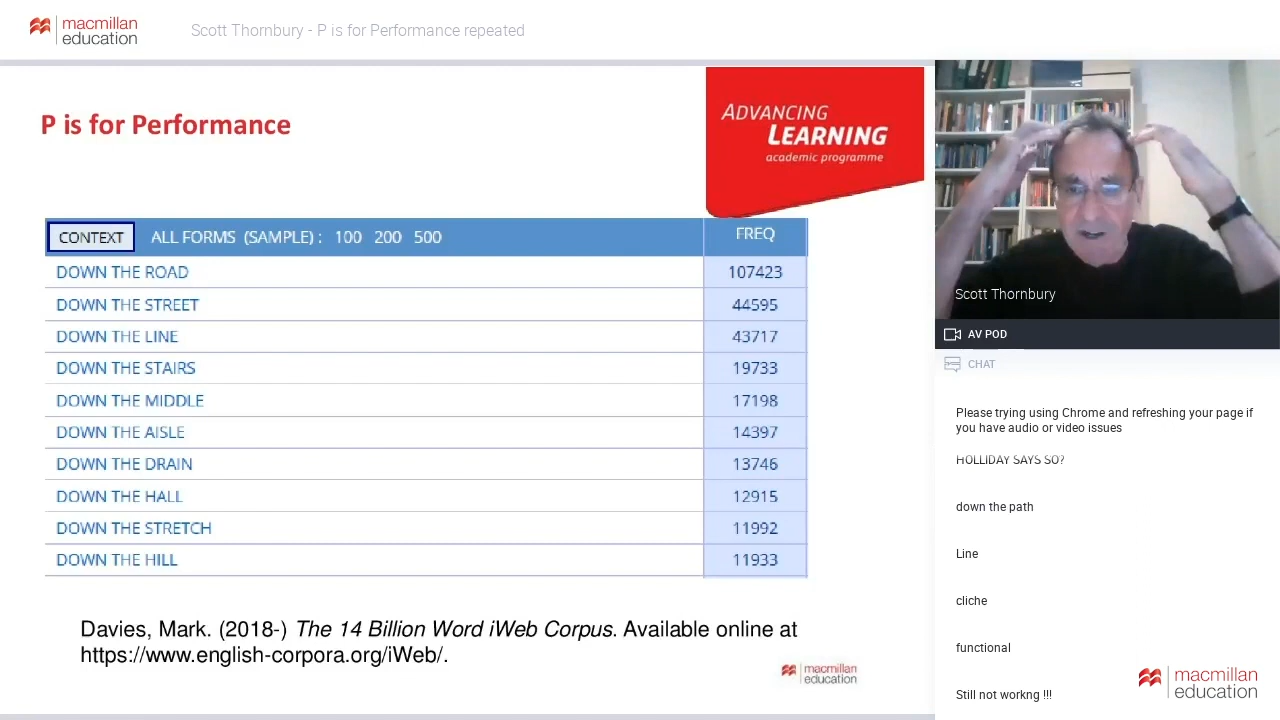 macmillan
education
Scott Thornbury - P is for Performance repeated
P is for Performance
ADVANCING
LEARNING
academic programme
CONTEXT ALL FORMS (SAMPLE) : 100 200 500 FREQ
DOWN THE ROAD 107423
DOWN THE STREET 44595
DOWN THE LINE 43717
DOWN THE STAIRS 19733
DOWN THE MIDDLE 17198
DOWN THE AISLE 14397
DOWN THE DRAIN 13746
DOWN THE HALL 12915
DOWN THE STRETCH 11992
DOWN THE HILL 11933
Davies, Mark. (2018-) The 14 Billion Word iWeb Corpus. Available online at
https://www.english-corpora.org/iWeb/.
macmillan
education
Scott Thornbury
AV POD
CHAT
Please trying using Chrome and refreshing your page if
you have audio or video issues
HOLLIDAY SAYS SO?
down the path
Line
cliche
functional
Still not workng !!!
macmillan
education